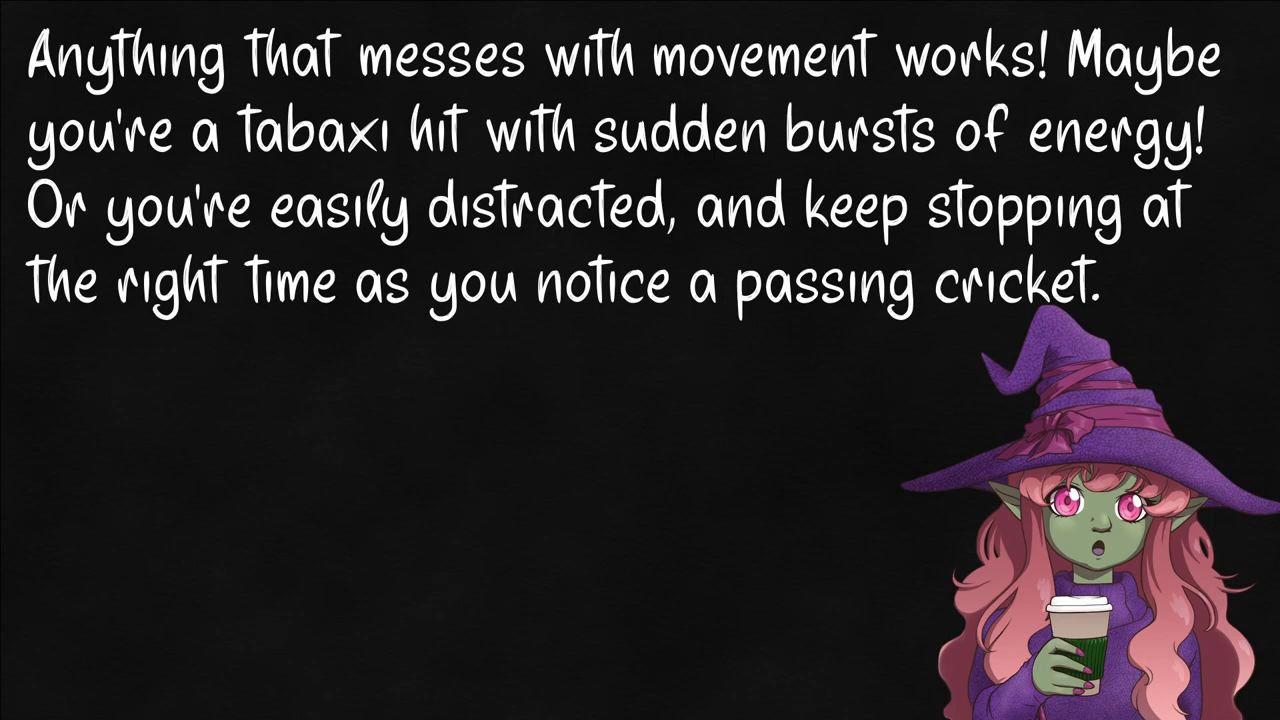 Anything that messes with movement works! Maybe
you're a tabaxi hit with sudden bursts of energy!
Or you're easily distracted, and keep stopping at
the right time as you notice a passing cricket.